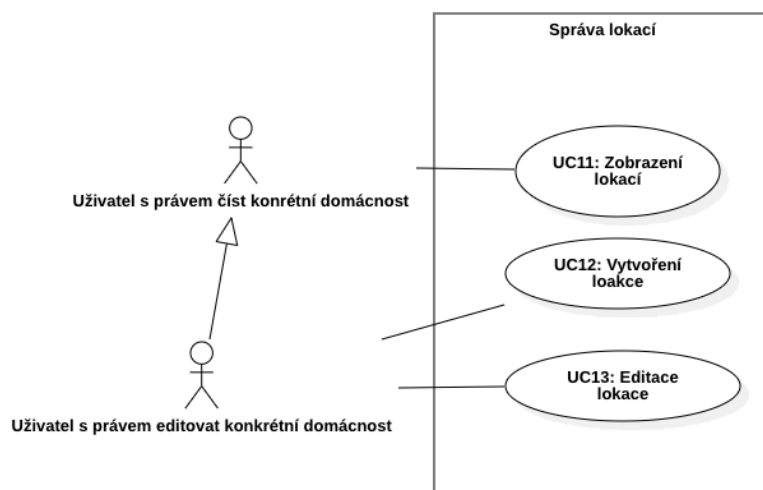 Správa lokací
UC11: Zobrazení
lokací
Uživatel s právem číst konrétní domácnost
UC12: Vytvoření
loakce
UC13: Editace
lokace
Uživatel s právem editovat konkrétní domácnost